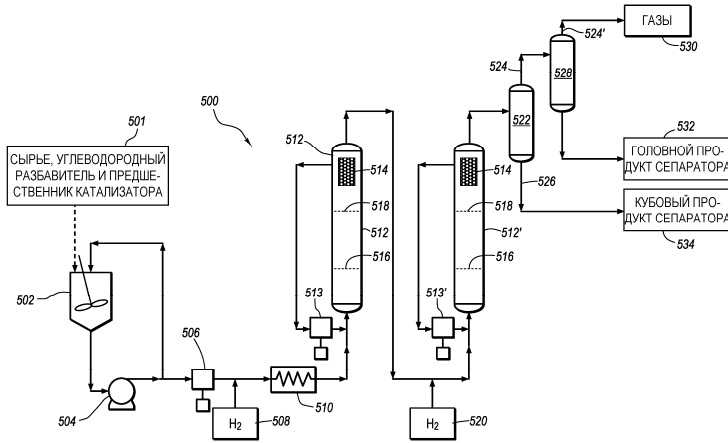 501
СЫРЬЕ, УГЛЕВОДОРОДНЫЙ
РАЗБАВИТЕЛЬ И ПРЕДШЕ-
СТВЕННИК КАТАЛИЗАТОРА
500
502
504
506
H₂
508
510
512
514
518
512
516
513
H₂
520
514
518
512'
516
513'
522
524
526
528
524'
ГАЗЫ
530
532
ГОЛОВНОЙ ПРО-
ДУКТ СЕПАРАТОРА
КУБОВЫЙ ПРО-
ДУКТ СЕПАРАТОРА
534